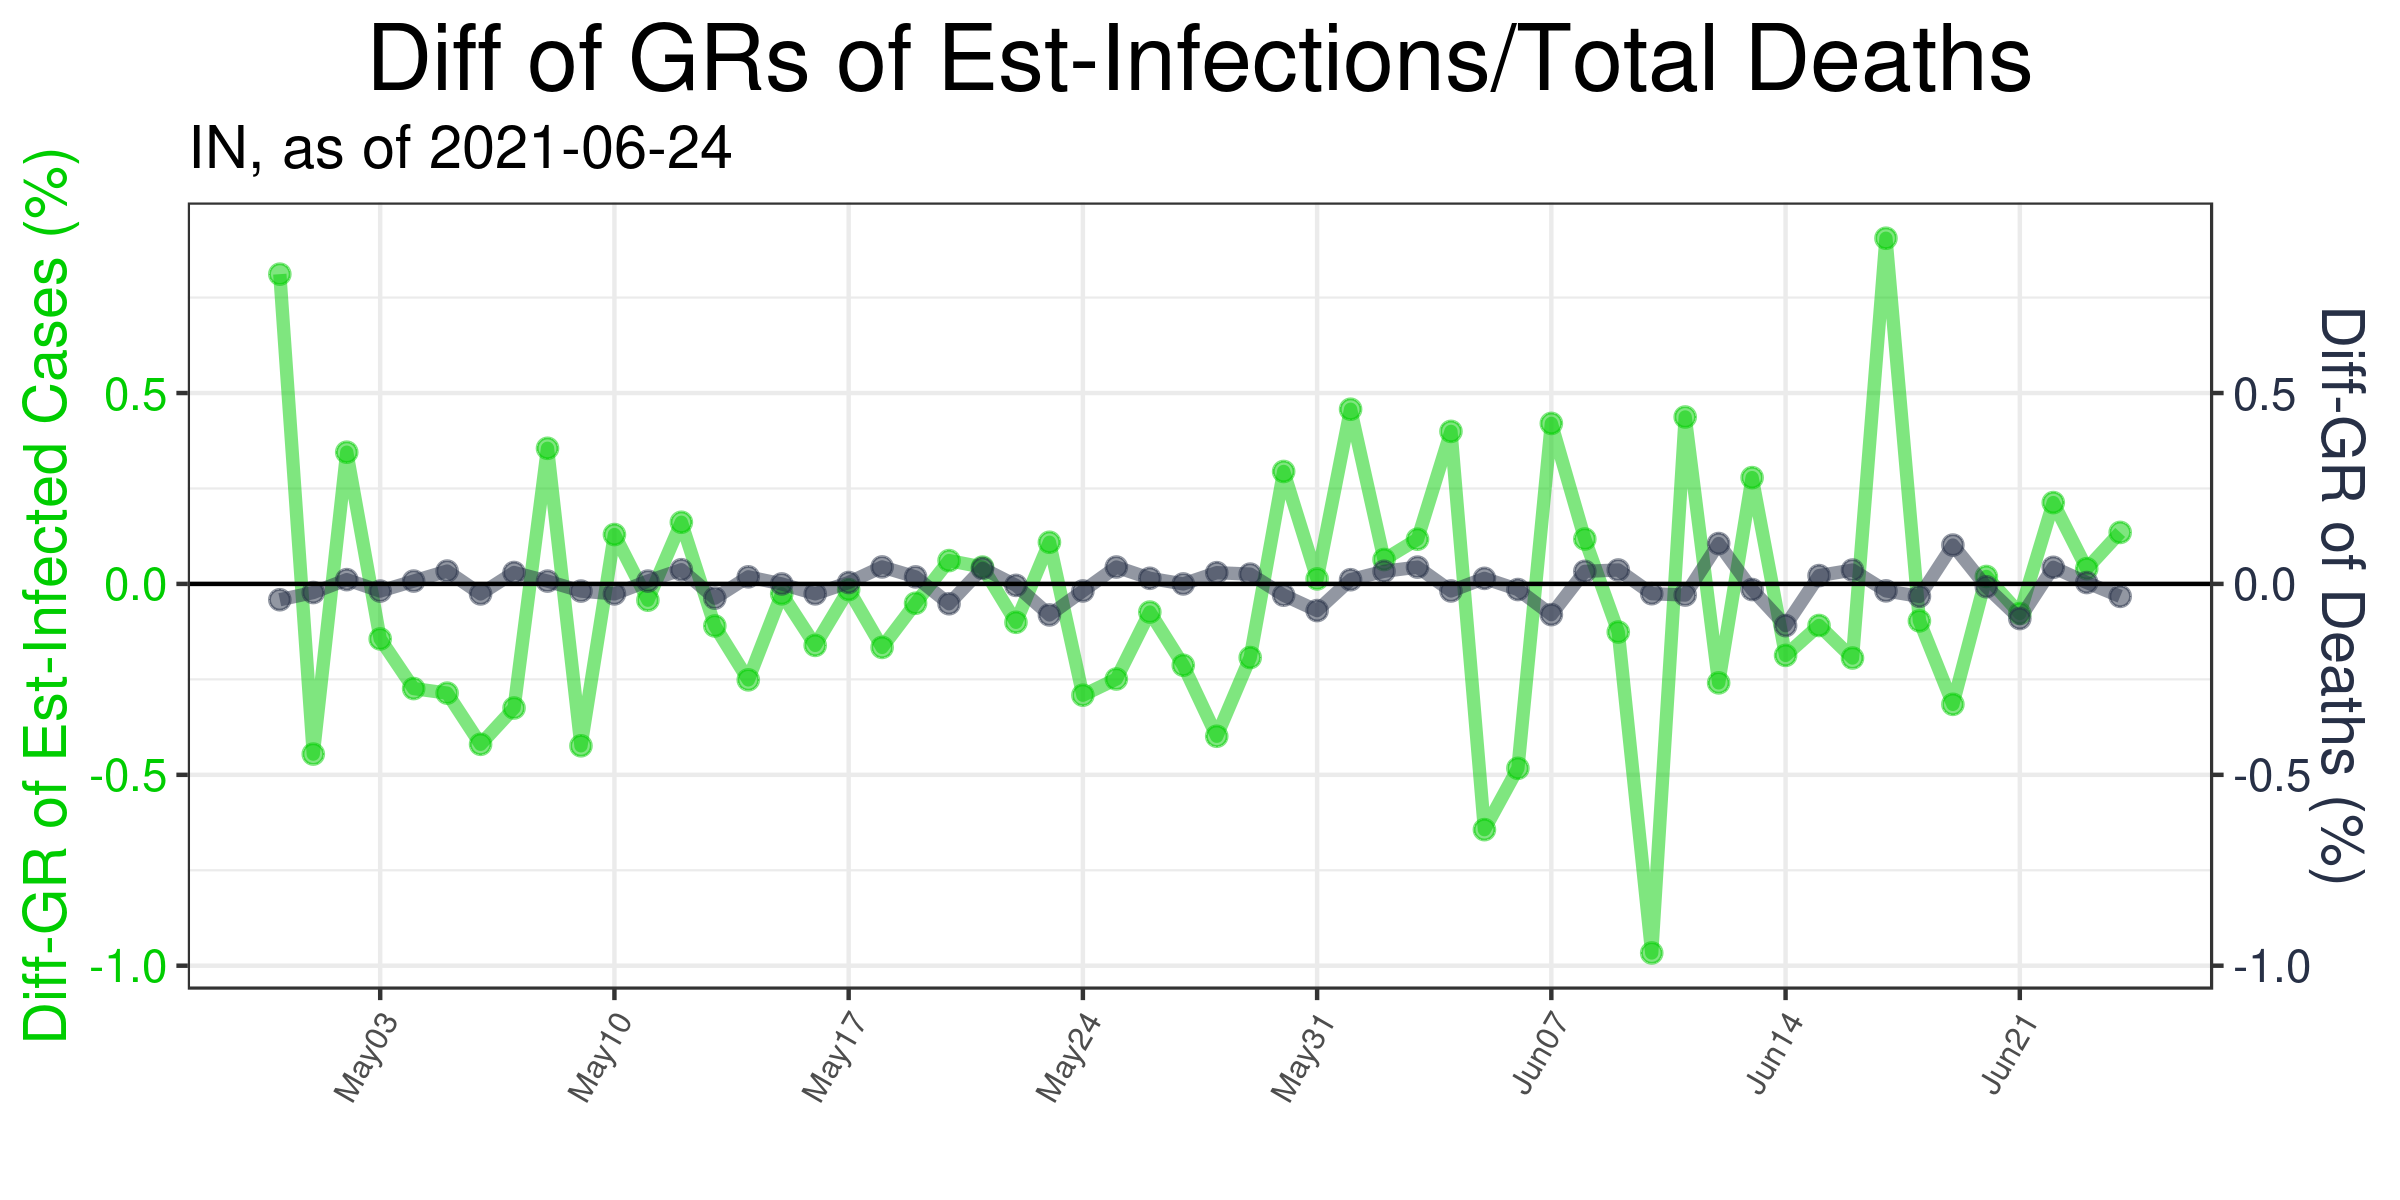 Diff of GRs of Est-Infections/Total Deaths
IN, as of 2021-06-24
Diff-GR of Est-Infected Cases (%)
0.5
0.0
-0.5
-1.0
0.5
0.0
-0.5
-1.0
Diff-GR of Deaths (%)
May03
May10
May17
May24
May31
Jun07
Jun14
Jun21